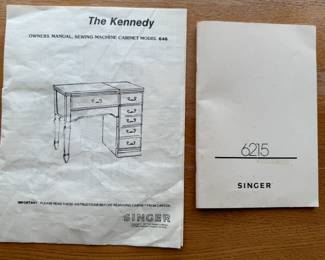 The Kennedy
OWNERS MANUAL, SEWING MACHINE CABINET MODEL 646
IMPORTANT: PLEASE READ THESE INSTRUCTIONS BEFORE REMOVING CABINET FROM CARTON
SINGER
6215
SINGER